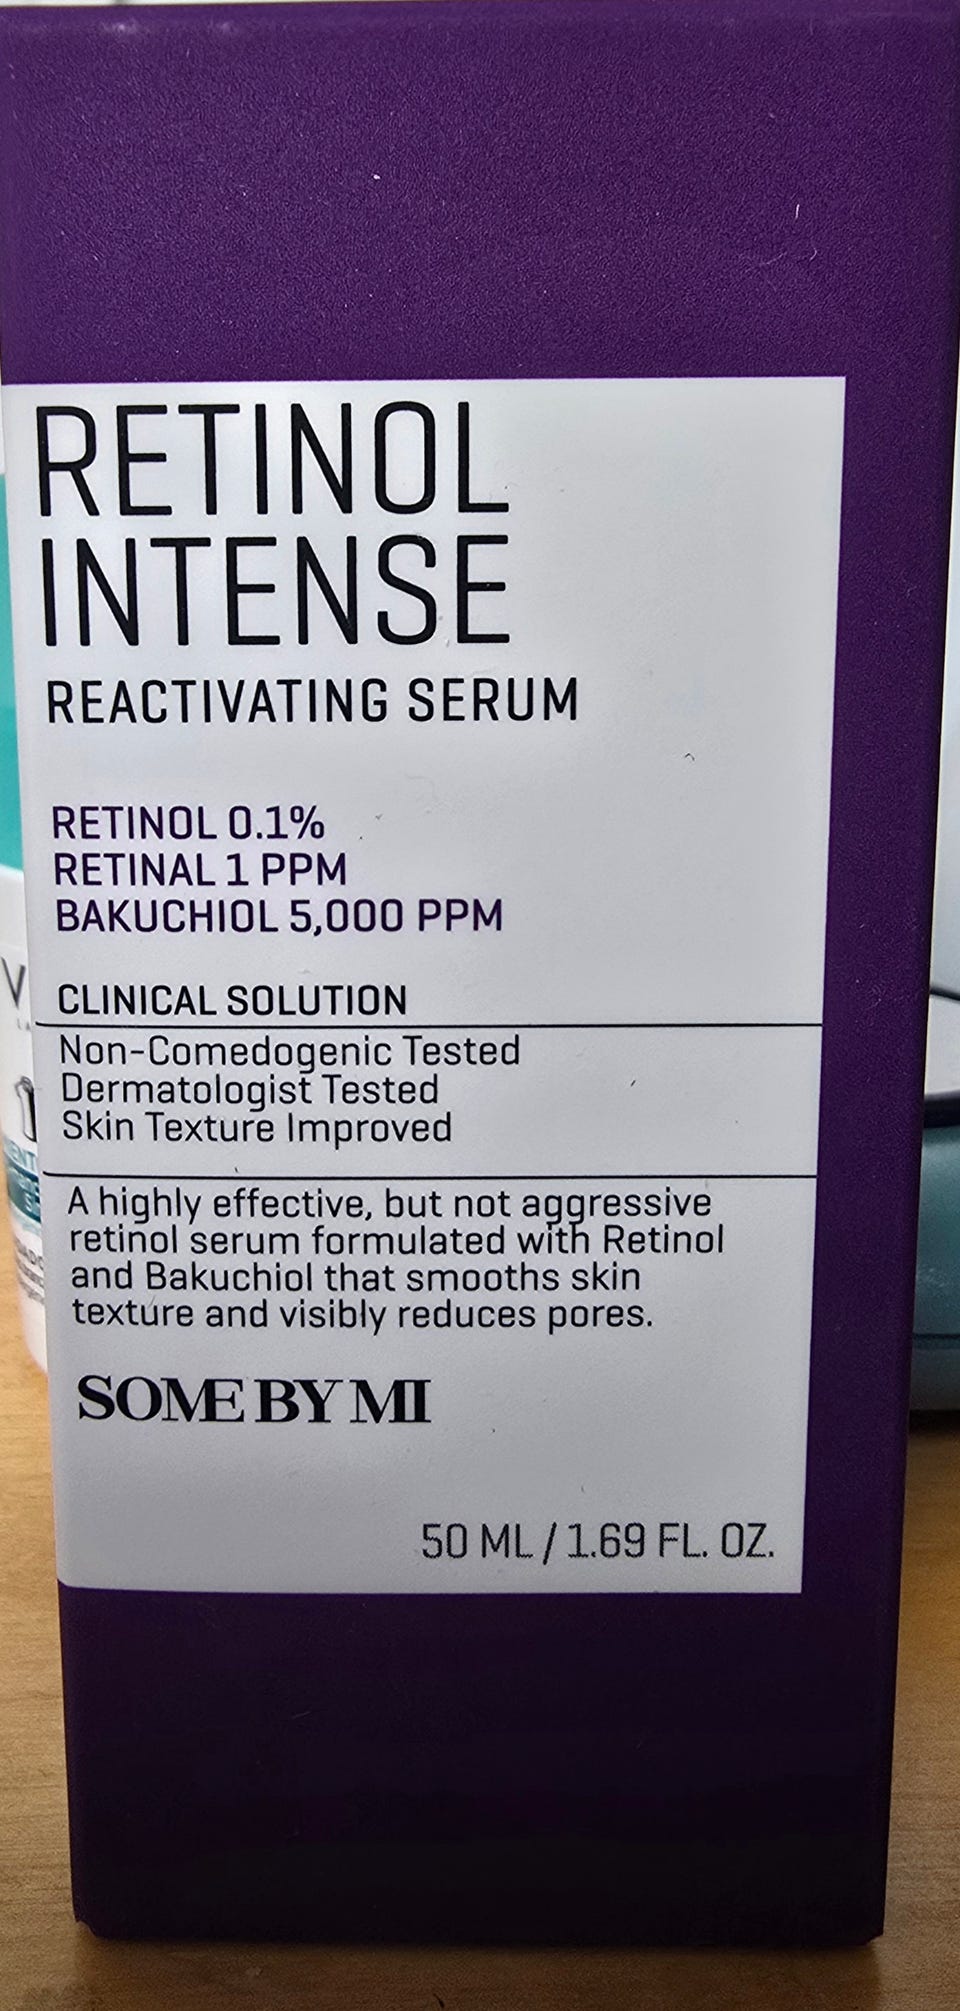 RETINOL
INTENSE
REACTIVATING SERUM
RETINOL 0.1%
RETINAL 1 PPM
BAKUCHIOL 5,000 PPM
CLINICAL SOLUTION
Non-Comedogenic Tested
Dermatologist Tested
Skin Texture Improved
A highly effective, but not aggressive
retinol serum formulated with Retinol
and Bakuchiol that smooths skin
texture and visibly reduces pores.
SOME BY MI
50 ML / 1.69 FL. OZ.